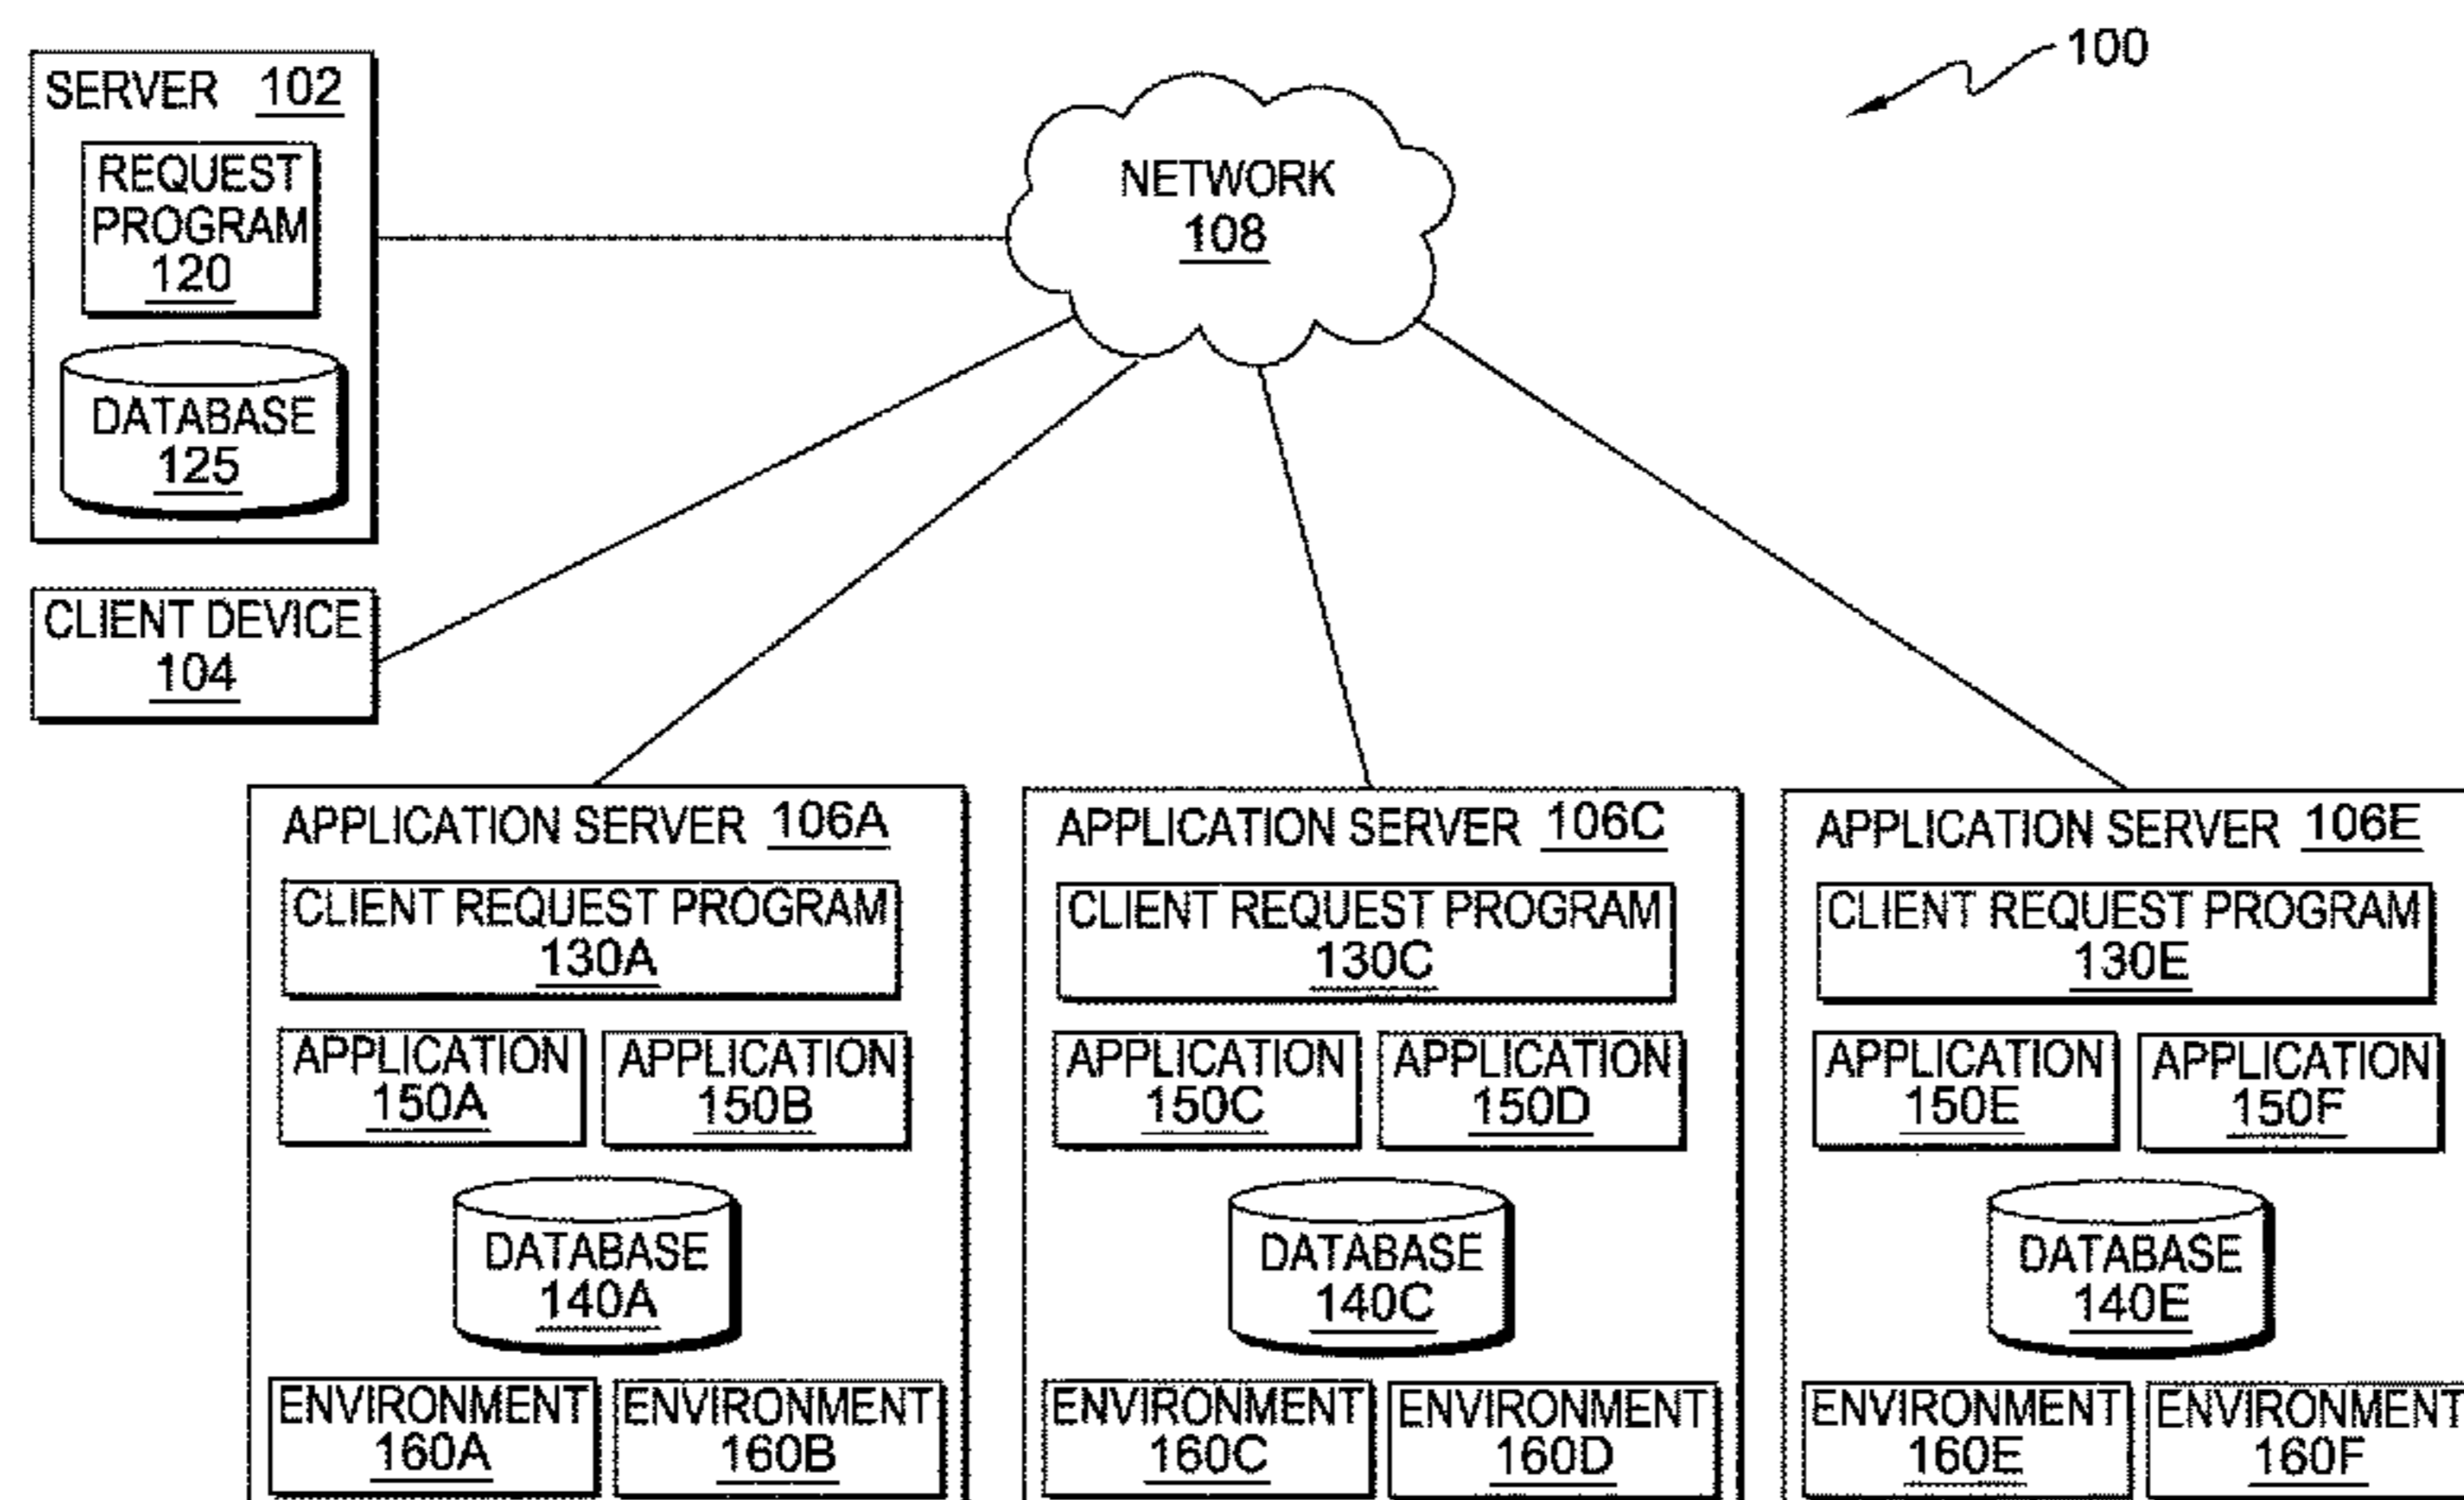 100
SERVER 102
REQUEST
PROGRAM
120
DATABASE
125
NETWORK
108
CLIENT DEVICE
104
APPLICATION SERVER 106A
CLIENT REQUEST PROGRAM
130A
APPLICATION
150A
APPLICATION
150B
DATABASE
140A
ENVIRONMENT
160A
ENVIRONMENT
160B
APPLICATION SERVER 106C
CLIENT REQUEST PROGRAM
130C
APPLICATION
150C
APPLICATION
150D
DATABASE
140C
ENVIRONMENT
160C
ENVIRONMENT
160D
APPLICATION SERVER 106E
CLIENT REQUEST PROGRAM
130E
APPLICATION
150E
APPLICATION
150F
DATABASE
140E
ENVIRONMENT
160E
ENVIRONMENT
160F